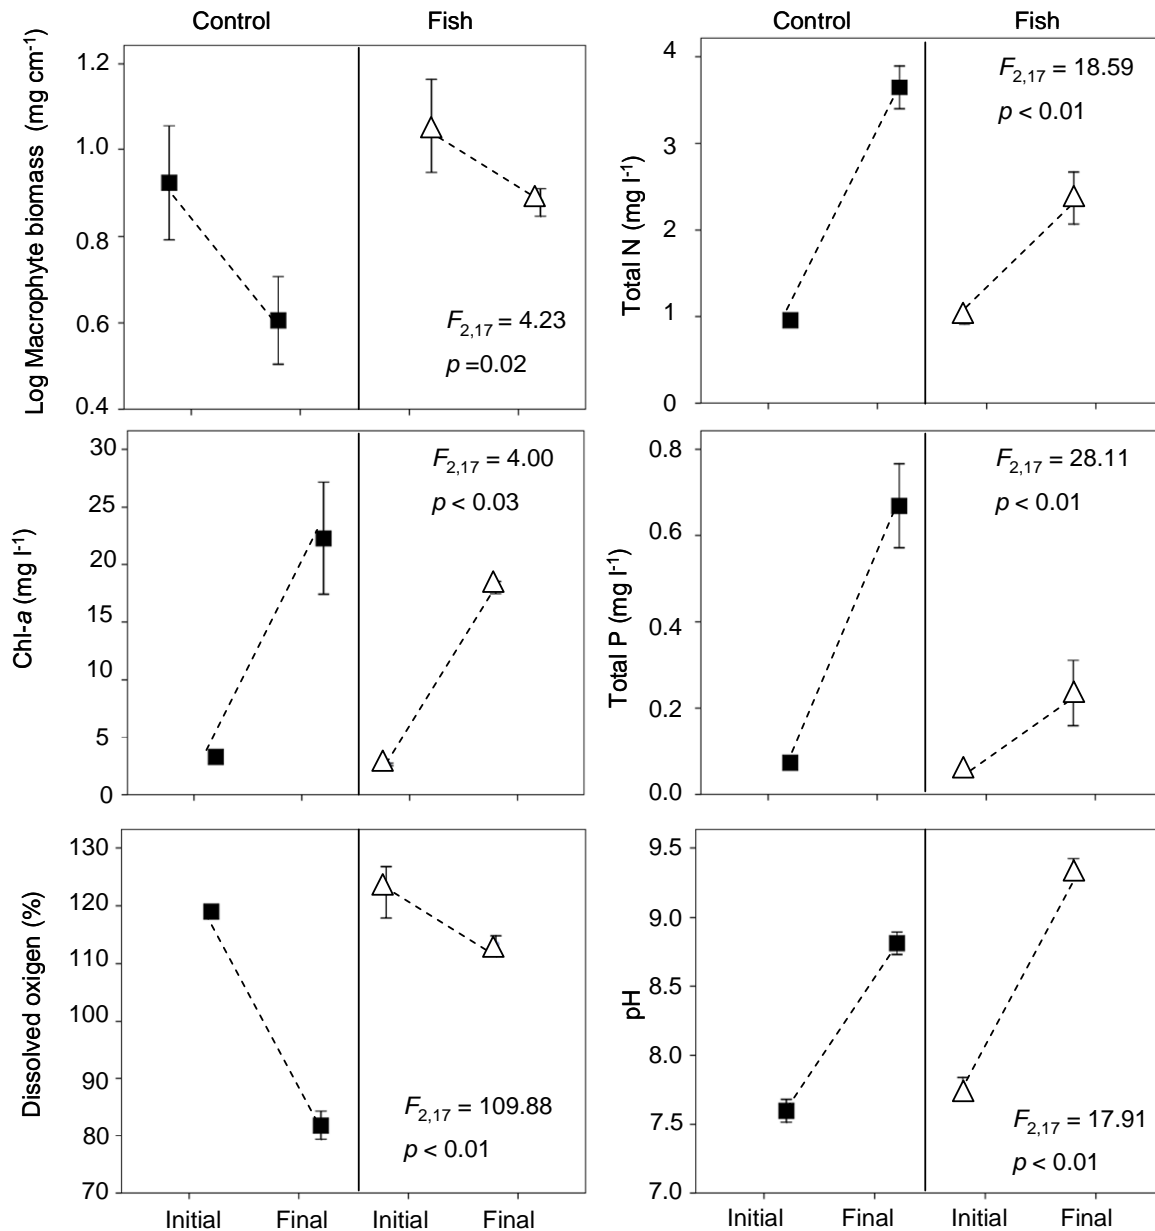 Control Fish
Log Macrophyte biomass (mg cm-1)
1.2
1.0
0.8
0.6
0.4
F2,17 = 4.23
p =0.02
Total N (mg l-1)
4
3
2
1
0
F2,17 = 18.59
p < 0.01
Chl-a (mg l-1)
30
25
20
15
10
5
0
F2,17 = 4.00
p < 0.03
Total P (mg l-1)
0.8
0.6
0.4
0.2
0.0
F2,17 = 28.11
p < 0.01
Dissolved oxigen (%)
130
120
110
100
90
80
70
F2,17 = 109.88
p < 0.01
Initial Final Initial Final
pH
9.5
9.0
8.5
8.0
7.5
7.0
F2,17 = 17.91
p < 0.01
Initial Final Initial Final